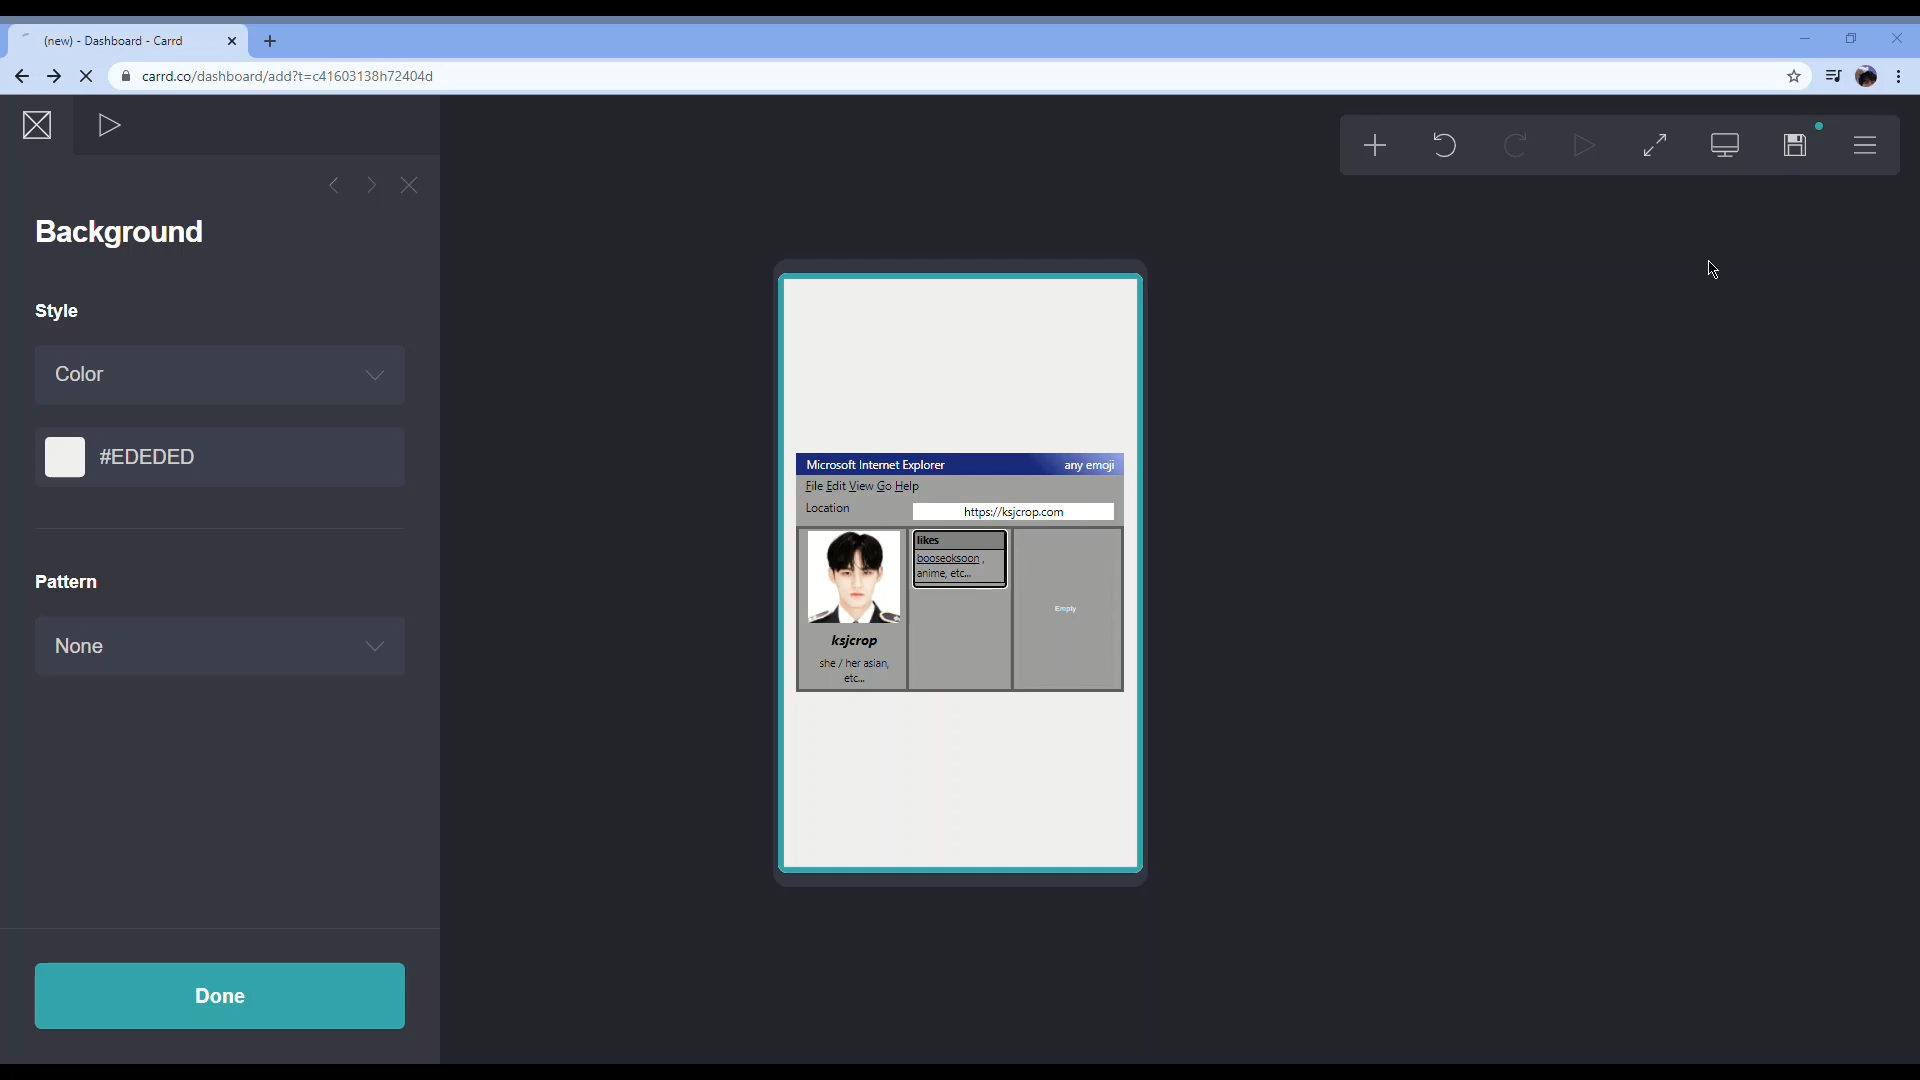 (new) - Dashboard - Carrd
carrd.co/dashboard/add?t=c41603138h72404d
Background
Style
Color
#EDEDED
Pattern
None
Done
Microsoft Internet Explorer any emoji
File Edit View Go Help
Location https://ksjcrop.com
likes
booseoksoon ,
anime, etc...
Empty
ksjcrop
she / her asian,
etc...